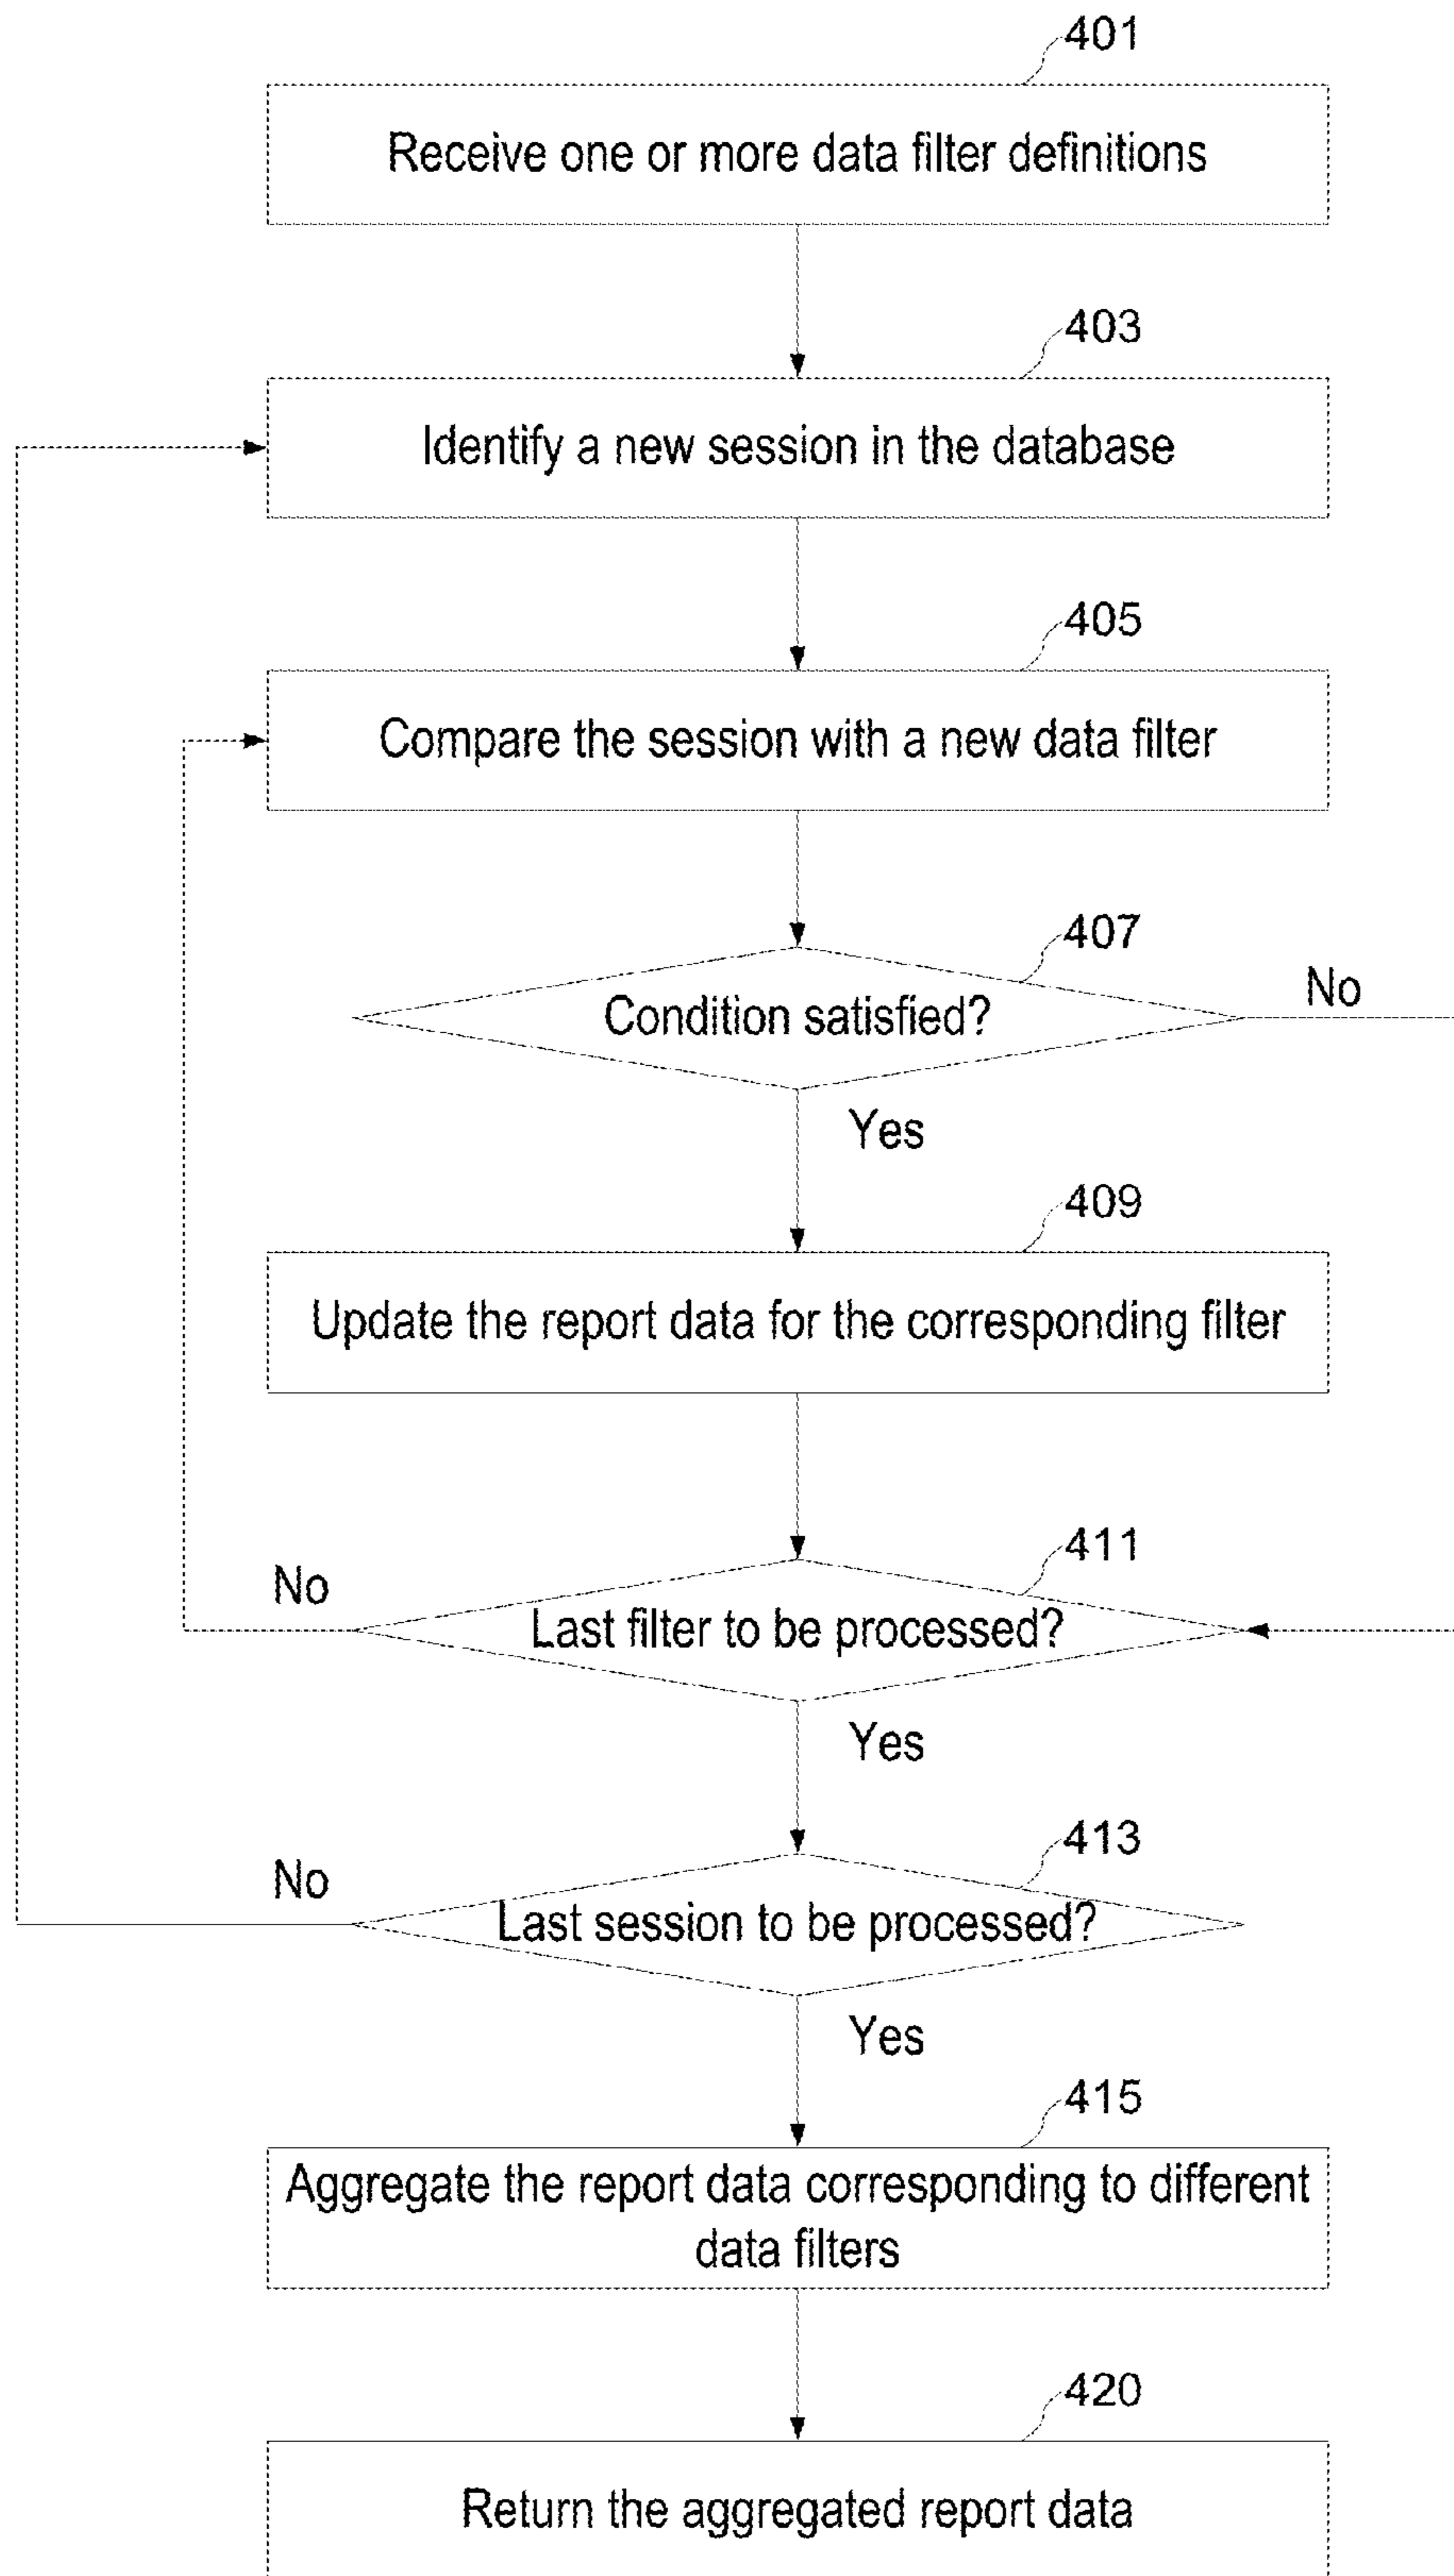 401
Receive one or more data filter definitions
403
Identify a new session in the database
405
Compare the session with a new data filter
407
Condition satisfied?
No
Yes
409
Update the report data for the corresponding filter
411
No
Last filter to be processed?
Yes
413
No
Last session to be processed?
Yes
415
Aggregate the report data corresponding to different
data filters
420
Return the aggregated report data